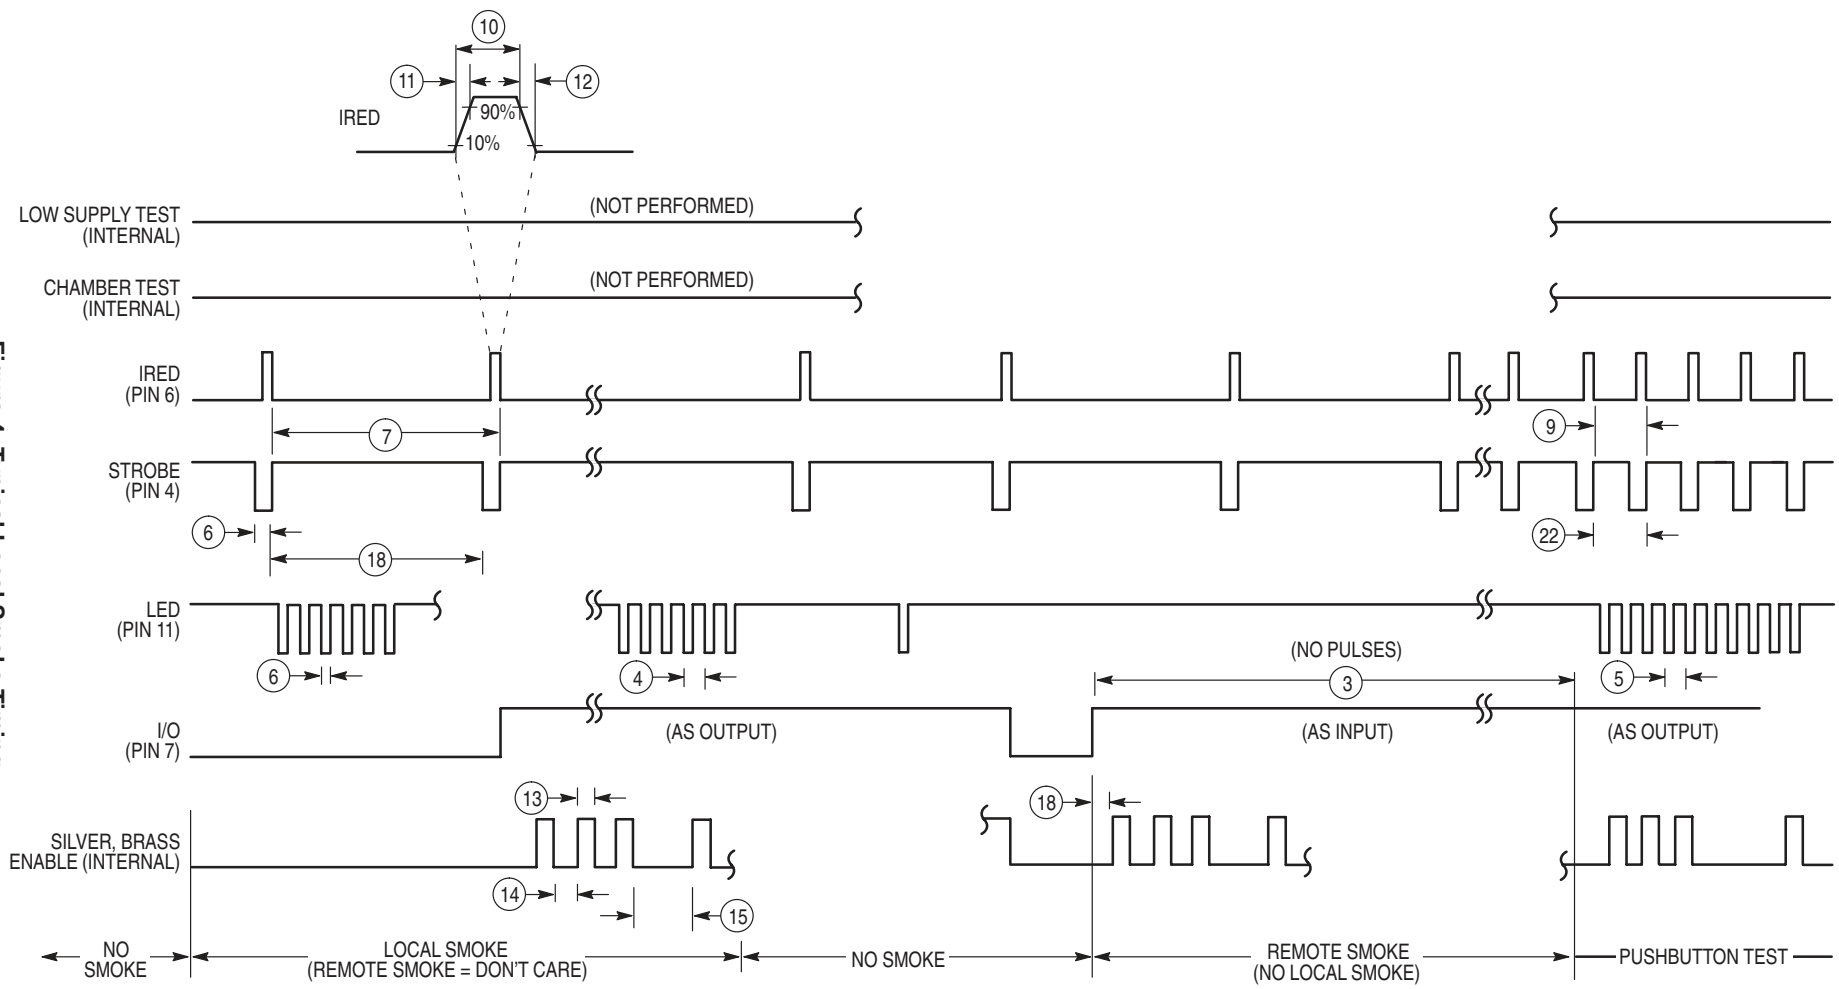 10
11
12
IRED
90%
10%
LOW SUPPLY TEST
(INTERNAL)
(NOT PERFORMED)
CHAMBER TEST
(INTERNAL)
(NOT PERFORMED)
IRED
(PIN 6)
7
9
STROBE
(PIN 4)
6
18
22
LED
(PIN 11)
6
4
(NO PULSES)
3
5
I/O
(PIN 7)
(AS OUTPUT)
(AS INPUT)
(AS OUTPUT)
13
18
SILVER, BRASS
ENABLE (INTERNAL)
14
15
NO
SMOKE
LOCAL SMOKE
(REMOTE SMOKE = DON'T CARE)
NO SMOKE
REMOTE SMOKE
(NO LOCAL SMOKE)
PUSHBUTTON TEST